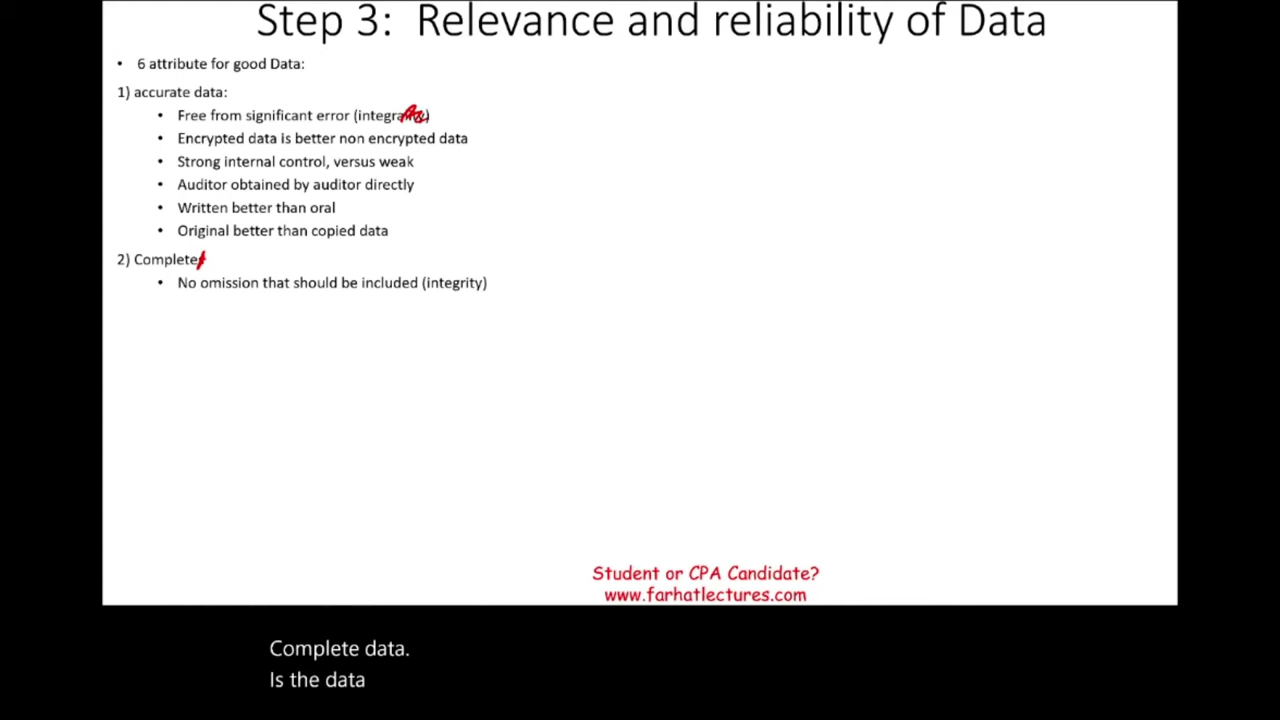 Step 3: Relevance and reliability of Data
• 6 attribute for good Data:
1) accurate data:
• Free from significant error
• Encrypted data is better non encrypted data
• Strong internal control, versus weak
• Auditor obtained by auditor directly
• Written better than oral
• Original better than copied data
2) Complete
• No omission that should be included (integrity)
Student or CPA Candidate?
www.farhatlectures.com
Complete data.
Is the data